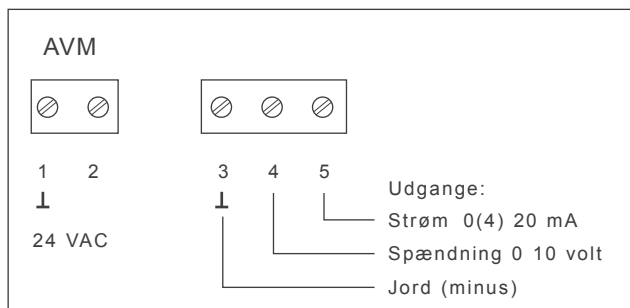 AVM
1 2 3 4 5
24 VAC
Udgange:
Strøm 0(4) 20 mA
Spændning 0 10 volt
Jord (minus)